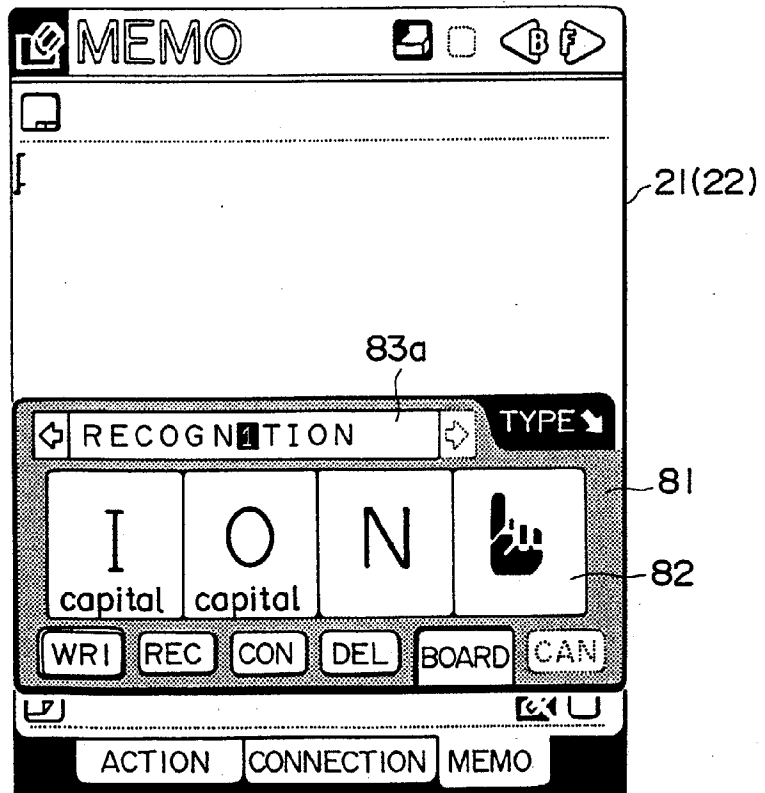 MEMO B F
21(22)
83a
RECOGN1TION TYPE
81
I O N
82
capital capital
WRI REC CON DEL BOARD CAN
ACTION CONNECTION MEMO